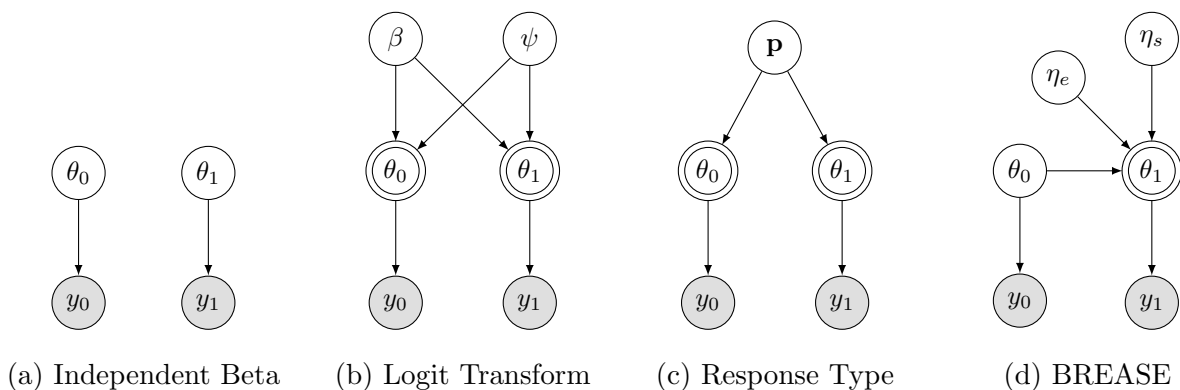 β ψ p η_s
η_e
θ_0 θ_1 θ_0 θ_1 θ_0 θ_1 θ_0 θ_1
y_0 y_1 y_0 y_1 y_0 y_1 y_0 y_1
(a) Independent Beta (b) Logit Transform (c) Response Type (d) BREASE